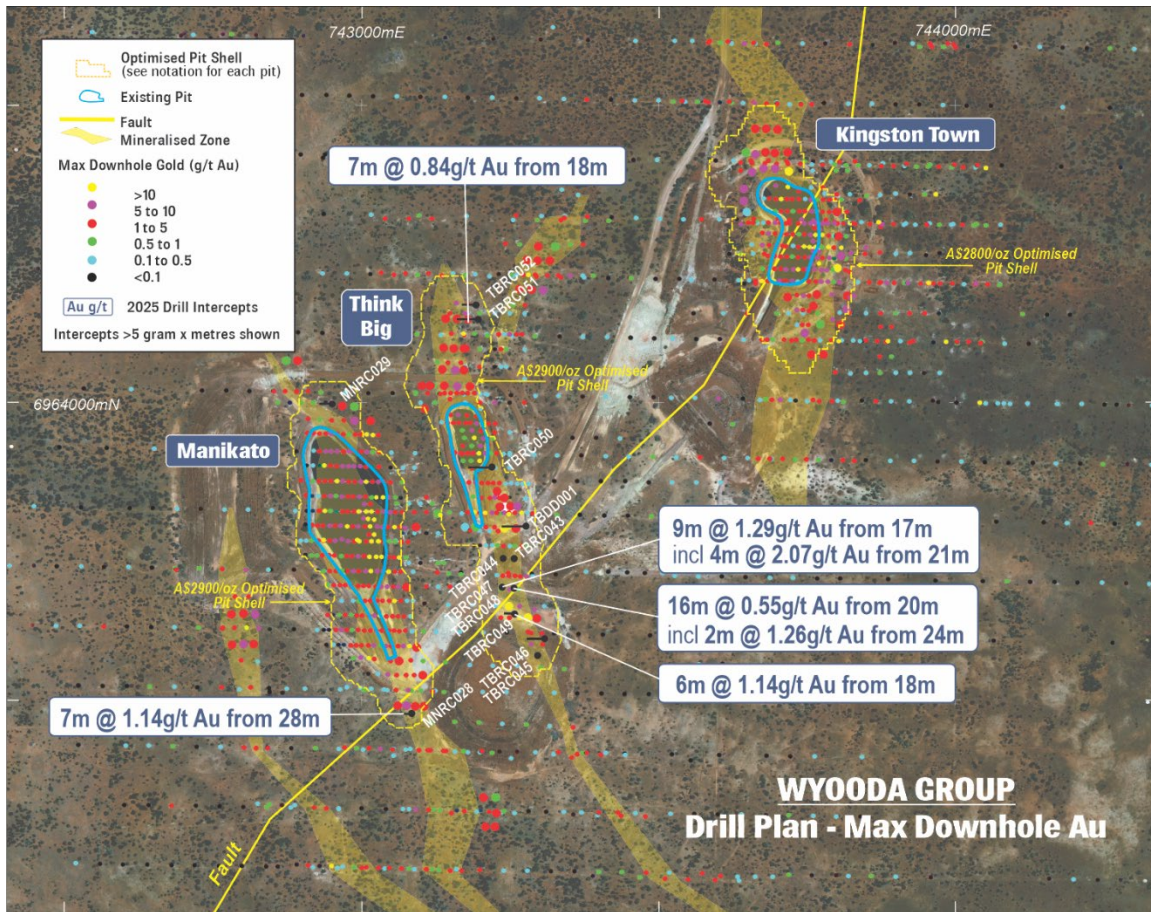 743000mE
744000mE
Optimised Pit Shell
(see notation for each pit)
Existing Pit
Fault
Mineralised Zone
Max Downhole Gold (g/t Au)
>10
5 to 10
1 to 5
0.5 to 1
0.1 to 0.5
<0.1
Au g/t 2025 Drill Intercepts
Intercepts >5 gram x metres shown
Kingston Town
7m @ 0.84g/t Au from 18m
A$2800/oz Optimised
Pit Shell
TBRC052
TBRC051
Think
Big
A$2900/oz Optimised
Pit Shell
MNRC029
6964000mN
Manikato
TBRC050
TBDD001
TBRC043
9m @ 1.29g/t Au from 17m
incl 4m @ 2.07g/t Au from 21m
TBRC044
TBRC047
TBRC048
A$2900/oz Optimised
Pit Shell
16m @ 0.55g/t Au from 20m
incl 2m @ 1.26g/t Au from 24m
TBRC049
TBRC046
TBRC045
6m @ 1.14g/t Au from 18m
MNRC028
7m @ 1.14g/t Au from 28m
WYOODA GROUP
Drill Plan - Max Downhole Au
Fault